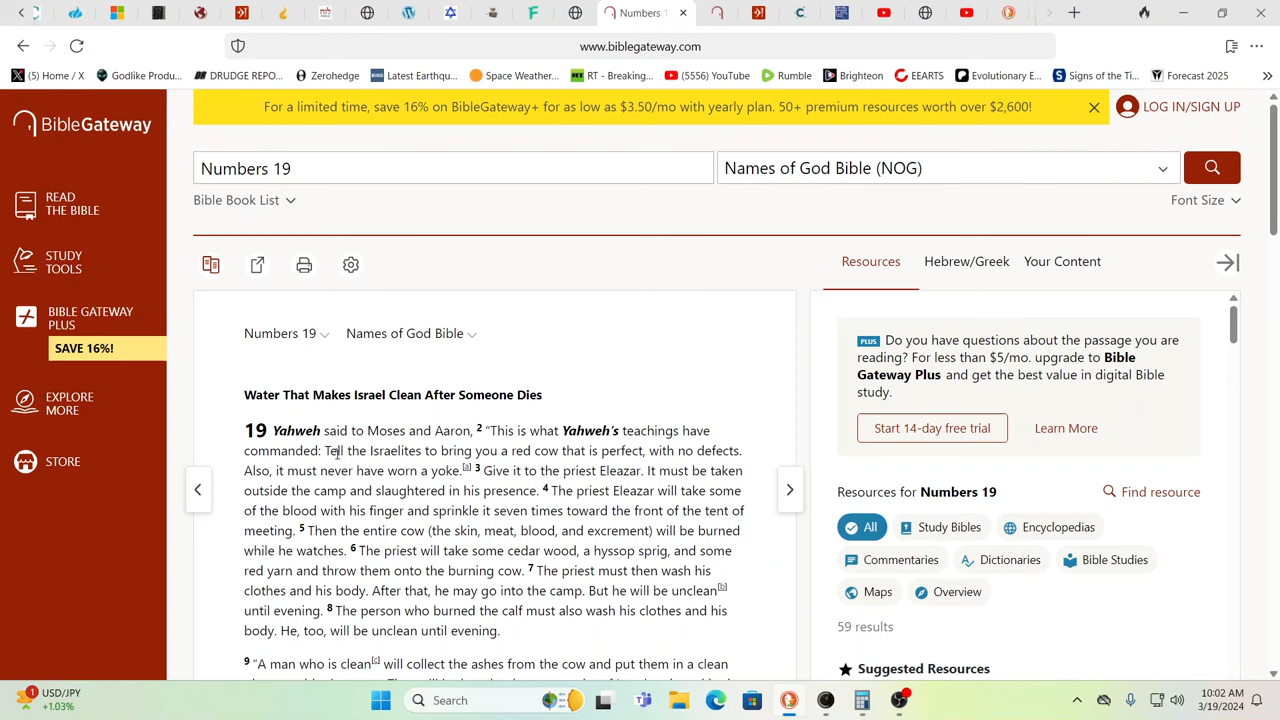 Numbers 1
www.biblegateway.com
(5) Home / X
Godlike Produ...
DRUDGE REPO...
Zerohedge
Latest Earthqu...
Space Weather...
RT - Breaking...
(5556) YouTube
Rumble
Brighteon
EEARTS
Evolutionary E...
Signs of the Ti...
Forecast 2025
For a limited time, save 16% on BibleGateway+ for as low as $3.50/mo with yearly plan. 50+ premium resources worth over $2,600!
LOG IN/SIGN UP
BibleGateway
Numbers 19
Names of God Bible (NOG)
Bible Book List
Font Size
READ
THE BIBLE
STUDY
TOOLS
BIBLE GATEWAY
PLUS
SAVE 16%!
EXPLORE
MORE
STORE
Resources
Hebrew/Greek
Your Content
Numbers 19
Names of God Bible
Water That Makes Israel Clean After Someone Dies
19 Yahweh said to Moses and Aaron, 2 “This is what Yahweh's teachings have
commanded: Tell the Israelites to bring you a red cow that is perfect, with no defects.
Also, it must never have worn a yoke.[a] 3 Give it to the priest Eleazar. It must be taken
outside the camp and slaughtered in his presence. 4 The priest Eleazar will take some
of the blood with his finger and sprinkle it seven times toward the front of the tent of
meeting. 5 Then the entire cow (the skin, meat, blood, and excrement) will be burned
while he watches. 6 The priest will take some cedar wood, a hyssop sprig, and some
red yarn and throw them onto the burning cow. 7 The priest must then wash his
clothes and his body. After that, he may go into the camp. But he will be unclean[b]
until evening. 8 The person who burned the calf must also wash his clothes and his
body. He, too, will be unclean until evening.
9 “A man who is clean[c] will collect the ashes from the cow and put them in a clean
PLUS Do you have questions about the passage you are
reading? For less than $5/mo. upgrade to Bible
Gateway Plus and get the best value in digital Bible
study.
Start 14-day free trial
Learn More
Resources for Numbers 19
Find resource
All
Study Bibles
Encyclopedias
Commentaries
Dictionaries
Bible Studies
Maps
Overview
59 results
Suggested Resources
1
USD/JPY
+1.03%
Search
10:02 AM
3/19/2024